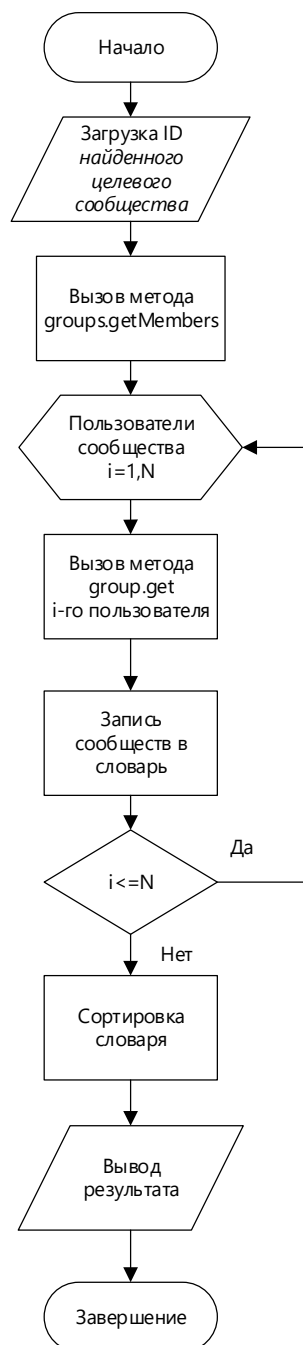 Начало
Загрузка ID
найденного
целевого
сообщества
Вызов метода
groups.getMembers
Пользователи
сообщества
i=1,N
Вызов метода
group.get
i-го пользователя
Запись
сообществ в
словарь
i<=N
Да
Нет
Сортировка
словаря
Вывод
результата
Завершение